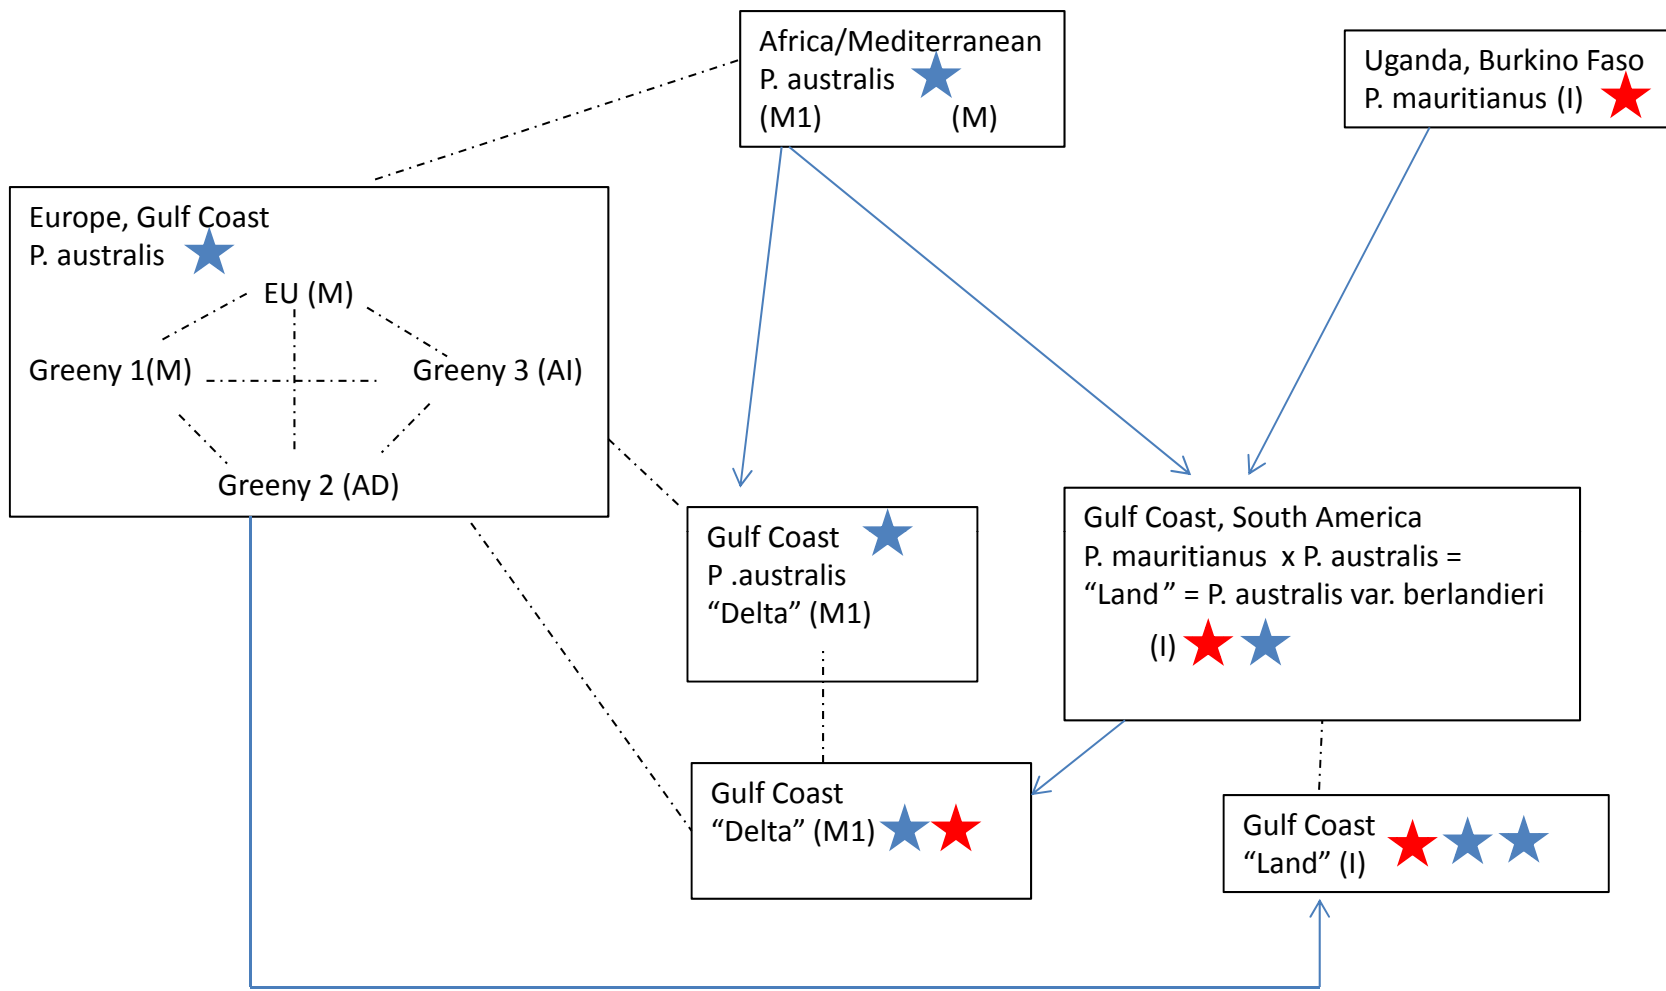 Africa/Mediterranean
P. australis
(M1) (M)
Uganda, Burkino Faso
P. mauritianus (I)
Europe, Gulf Coast
P. australis
EU (M)
Greeny 1(M)
Greeny 3 (AI)
Greeny 2 (AD)
Gulf Coast
P .australis
“Delta” (M1)
Gulf Coast, South America
P. mauritianus x P. australis =
“Land” = P. australis var. berlandieri
(I)
Gulf Coast
“Delta” (M1)
Gulf Coast
“Land” (I)